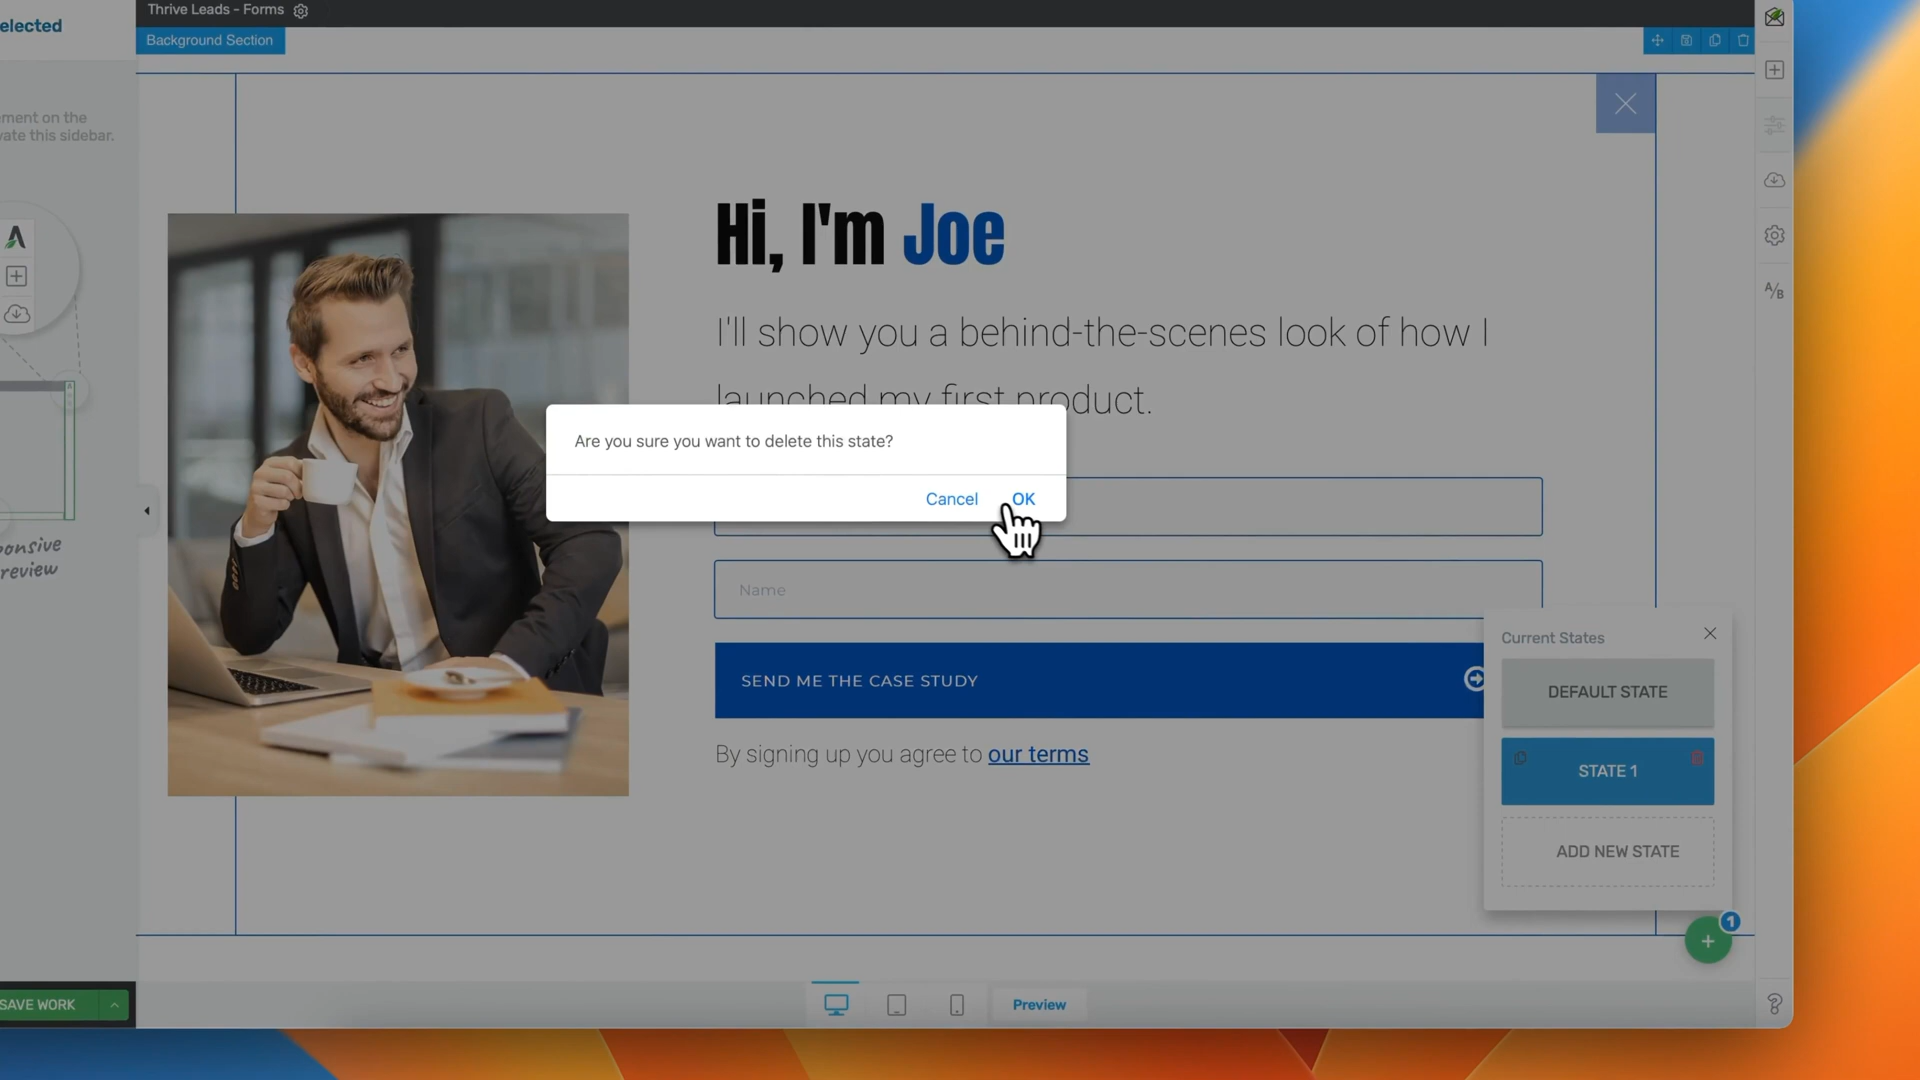 elected
Thrive Leads - Forms
Background Section
ement on the
vate this sidebar.
Hi, I'm Joe
I'll show you a behind-the-scenes look of how I
launched my first product.
Are you sure you want to delete this state?
Cancel
OK
Name
SEND ME THE CASE STUDY
By signing up you agree to our terms
Current States
DEFAULT STATE
STATE 1
ADD NEW STATE
1
ponsive
review
A/B
SAVE WORK
Preview